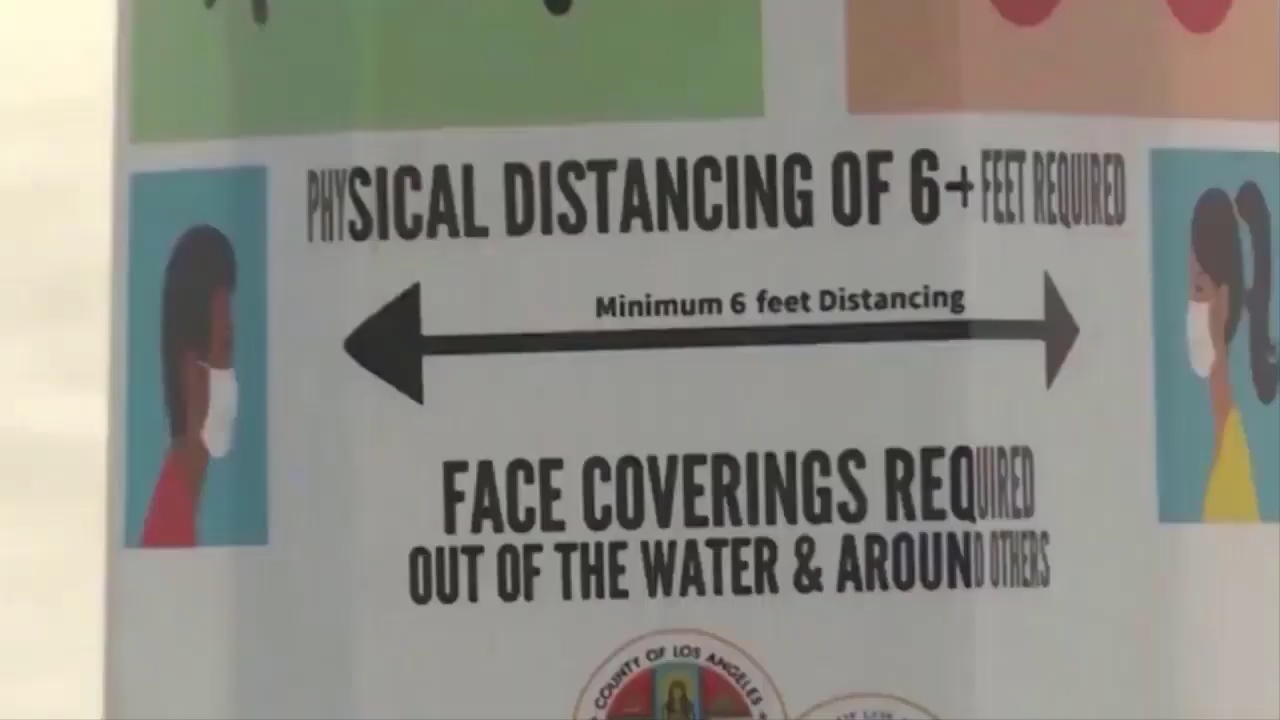 PHYSICAL DISTANCING OF 6+ FEET REQUIRED
Minimum 6 feet Distancing
FACE COVERINGS REQUIRED
OUT OF THE WATER & AROUND OTHERS
COUNTY OF LOS ANGELES